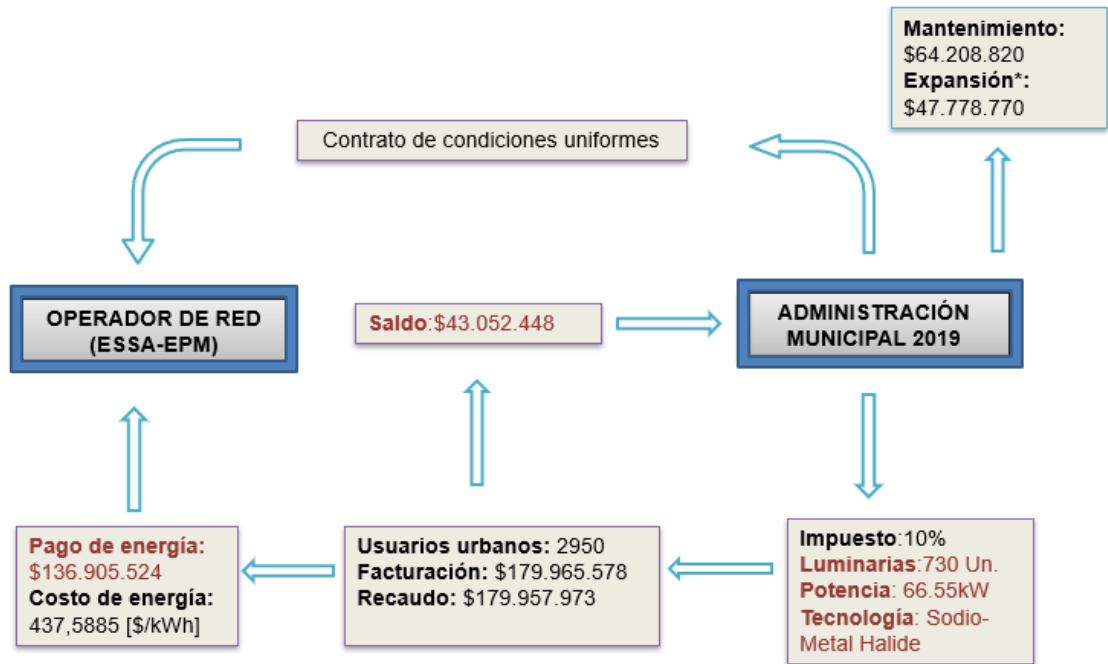 Mantenimiento:
$64.208.820
Expansión*:
$47.778.770
Contrato de condiciones uniformes
OPERADOR DE RED
(ESSA-EPM)
Saldo:$43.052.448
ADMINISTRACIÓN
MUNICIPAL 2019
Pago de energía:
$136.905.524
Costo de energía:
437,5885 [$/kWh]
Usuarios urbanos: 2950
Facturación: $179.965.578
Recaudo: $179.957.973
Impuesto:10%
Luminarias:730 Un.
Potencia: 66.55kW
Tecnología: Sodio-
Metal Halide